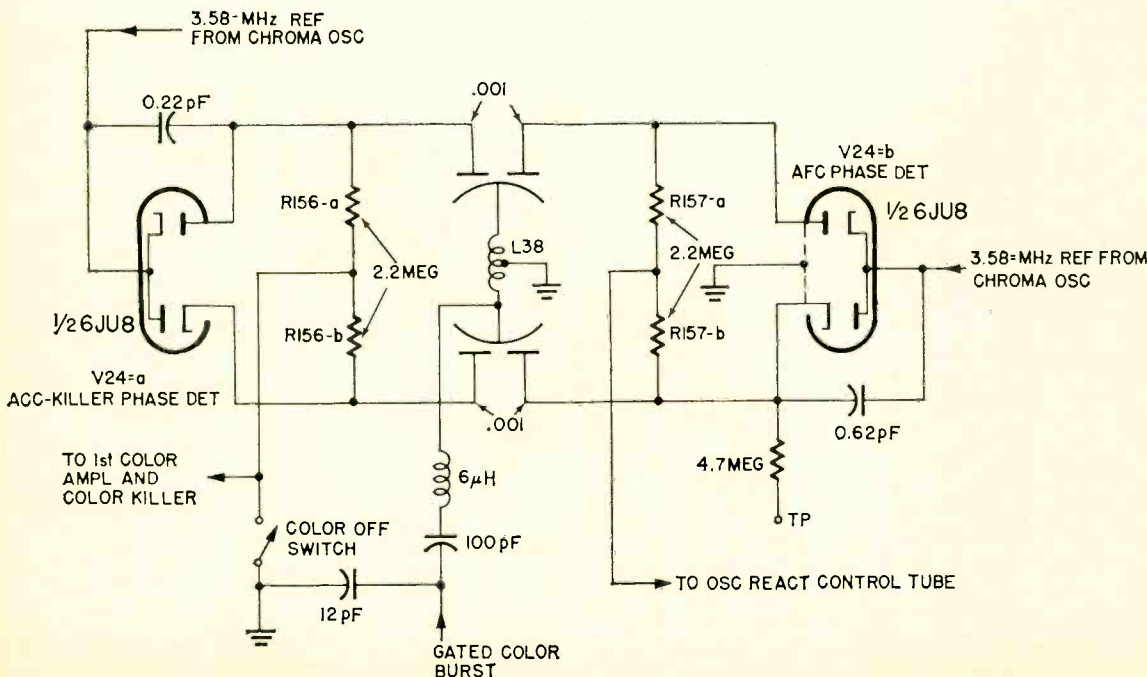 3.58-MHz REF
FROM CHROMA OSC
0.22pF
.001
V24=b
AFC PHASE DET
R156-a
R157-a
1/2 6JU8
L38
2.2MEG
2.2MEG
3.58=MHz REF FROM
CHROMA OSC
1/2 6JU8
R156-b
R157-b
V24=a
ACC-KILLER PHASE DET
.001
0.62pF
4.7MEG
TO 1st COLOR
AMPL AND
COLOR KILLER
6µH
TP
COLOR OFF
SWITCH
100pF
12pF
TO OSC REACT CONTROL TUBE
GATED COLOR
BURST